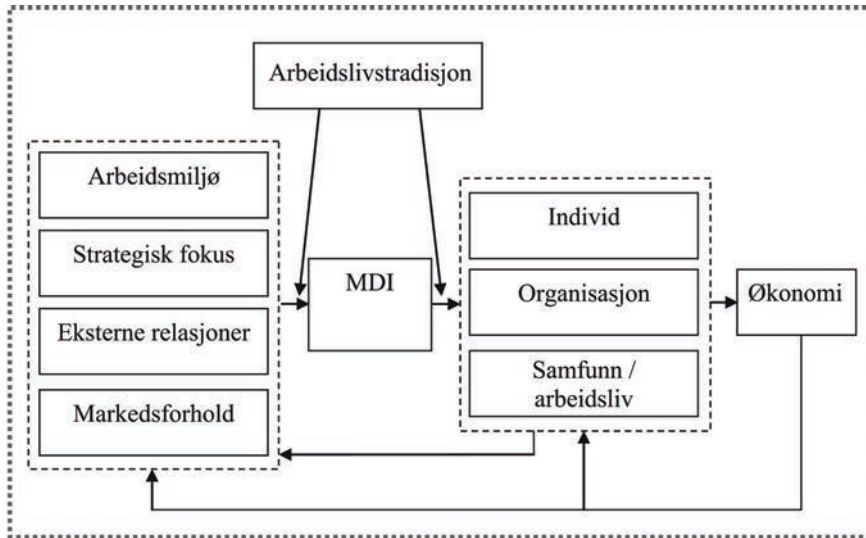 Arbeidslivstradisjon
Arbeidsmiljø
Strategisk fokus
Eksterne relasjoner
Markedsforhold
MDI
Individ
Organisasjon
Samfunn /
arbeidsliv
Økonomi